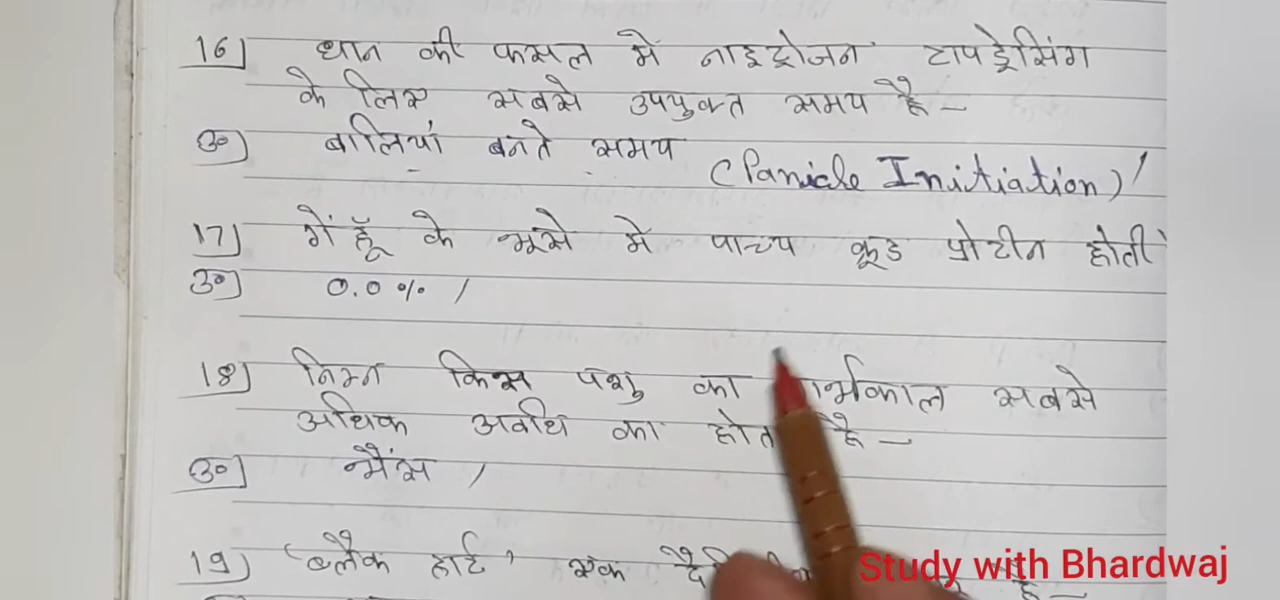 16] धान की फसल में नाइट्रोजन टापड्रेसिंग
के लिए सबसे उपयुक्त समय है -
उ०] बालियां बनते समय (Panicle Initiation) /
17] गेंहूँ के भूसे मे पाच्य क्रूड प्रोटीन होती
उ०] 0.0% /
18] निम्न किस पशु का गर्भकाल सबसे
अधिक अवधि का होता है -
उ०] भैंस /
19] 'ब्लैक हार्ट' एक है -
Study with Bhardwaj